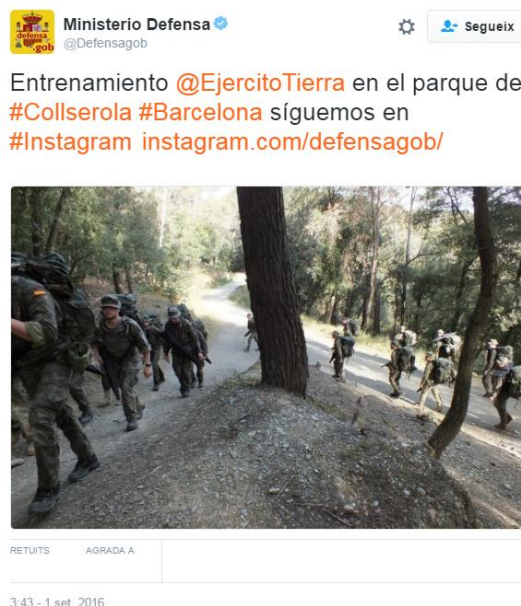 Ministerio Defensa
@Defensagob
Segueix
Entrenamiento @EjercitoTierra en el parque de
#Collserola #Barcelona síguemos en
#Instagram instagram.com/defensagob/
RETUITS AGRADA A
3:43 - 1 set. 2016
defensa
.gob